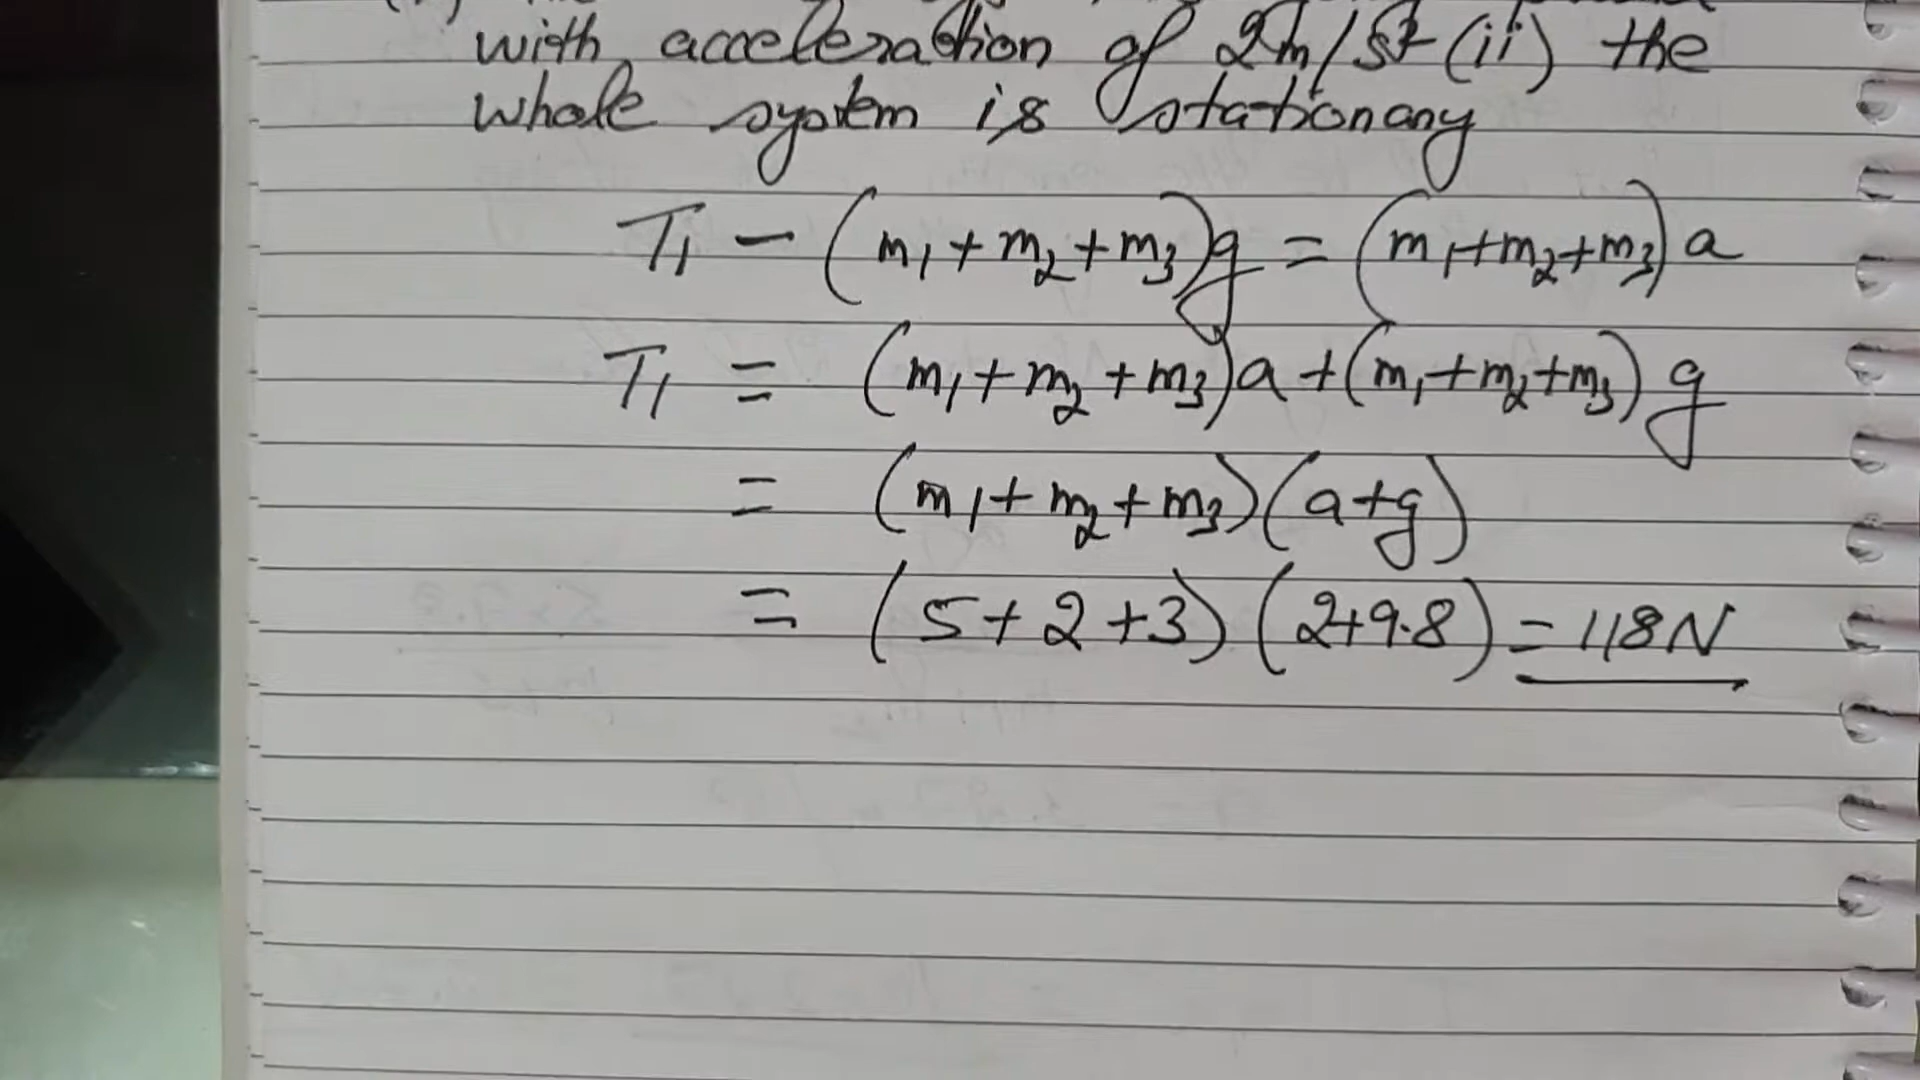 with acceleration of 2m/s² (ii) the
whole system is stationary
T₁ - (m₁ + m₂ + m₃)g = (m₁+m₂+m₃) a
T₁ = (m₁ + m₂ + m₃)a + (m₁+m₂+m₃) g
= (m₁ + m₂ + m₃) (a+g)
= (5+2+3) (2+9.8) = 118N